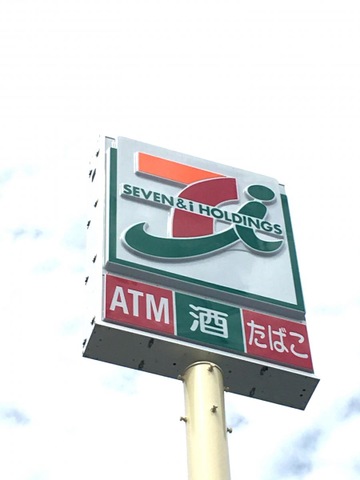 SEVEN & i HOLDINGS
ATM 酒 たばこ